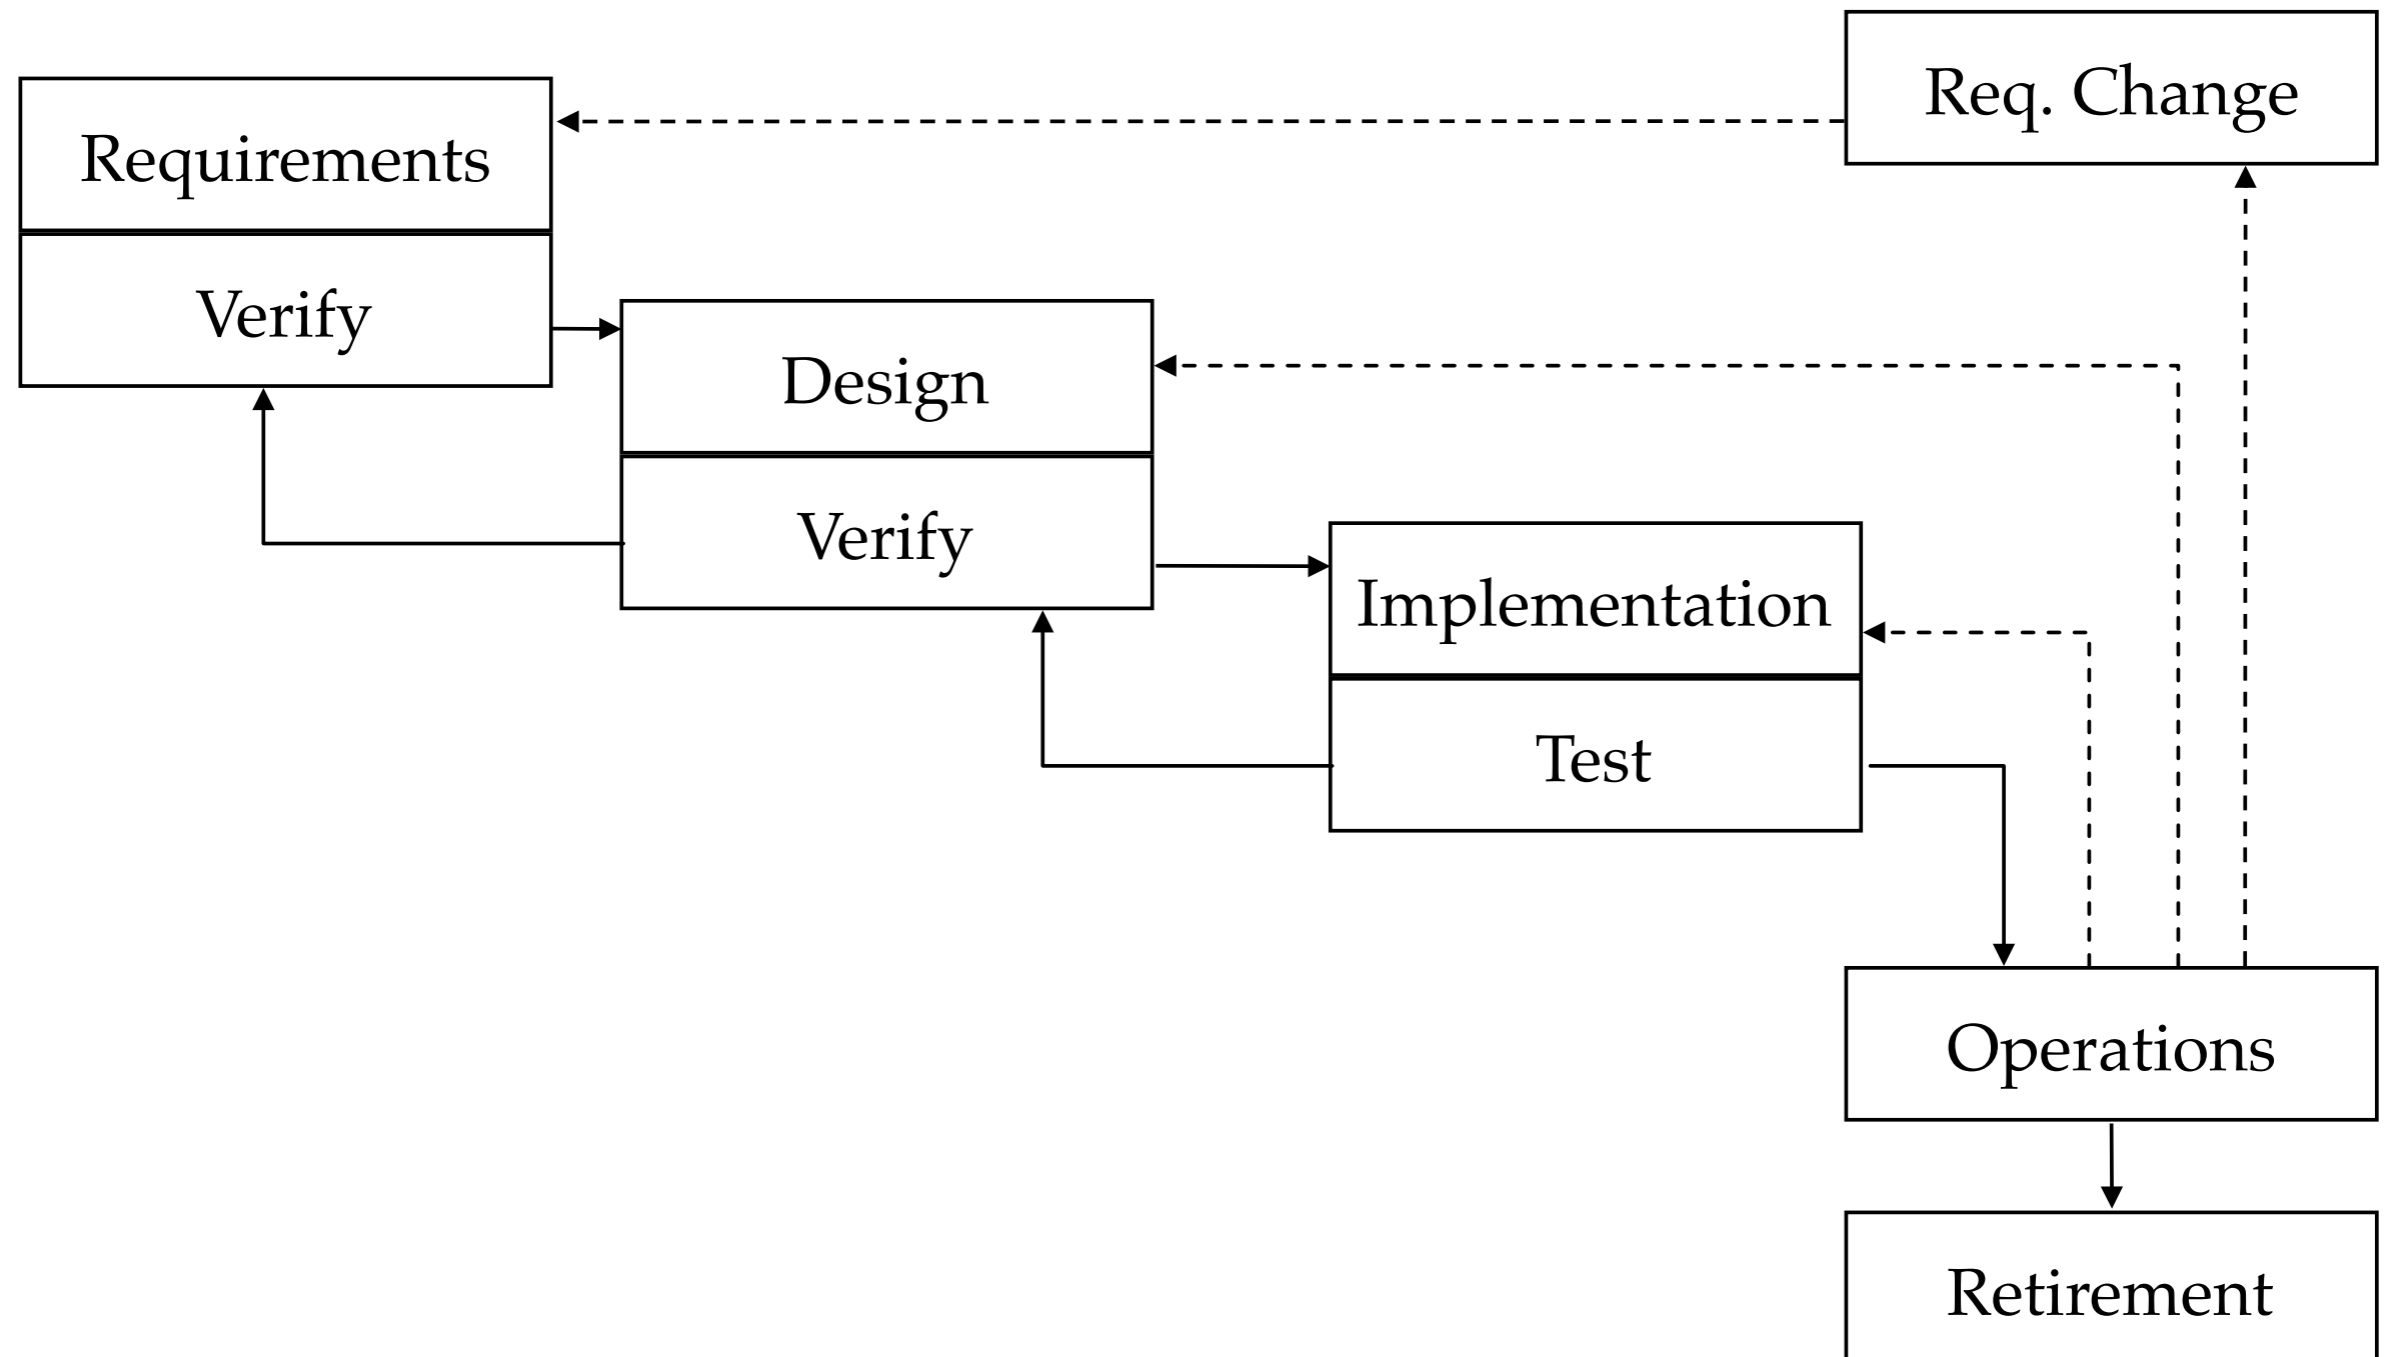 Req. Change
Requirements
Verify
Design
Verify
Implementation
Test
Operations
Retirement